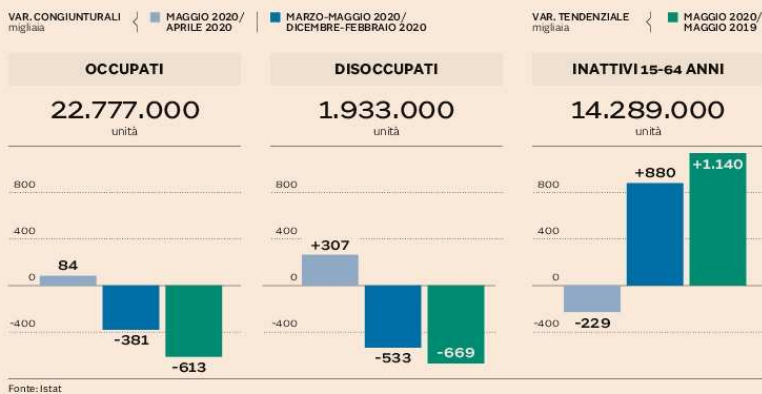 VAR. CONGIUNTURALI
migliaia
MAGGIO 2020/
APRILE 2020
MARZO-MAGGIO 2020/
DICEMBRE-FEBBRAIO 2020
VAR. TENDENZIALE
migliaia
MAGGIO 2020/
MAGGIO 2019
OCCUPATI
22.777.000
unità
800
400
0
-400
84
-381
-613
DISOCCUPATI
1.933.000
unità
800
400
0
-400
+307
-533
-669
INATTIVI 15-64 ANNI
14.289.000
unità
800
400
0
-400
-229
+880
+1.140
Fonte: Istat